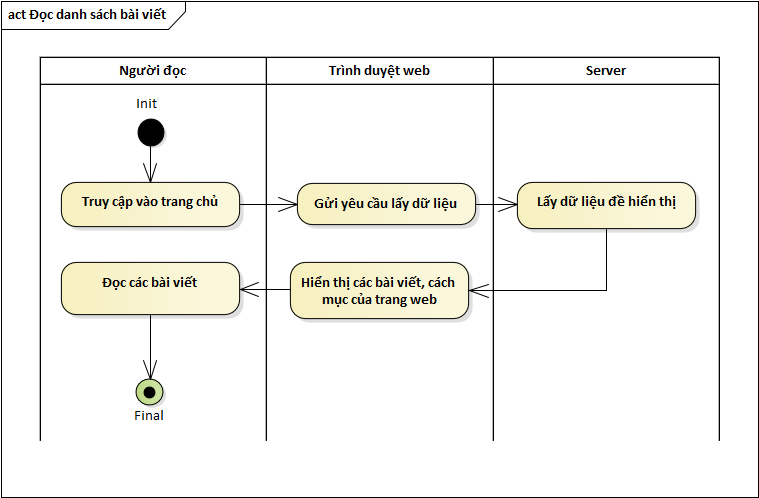 act Đọc danh sách bài viết
Người đọc
Trình duyệt web
Server
Init
Truy cập vào trang chủ
Gửi yêu cầu lấy dữ liệu
Lấy dữ liệu đề hiển thị
Đọc các bài viết
Hiển thị các bài viết, cách
mục của trang web
Final